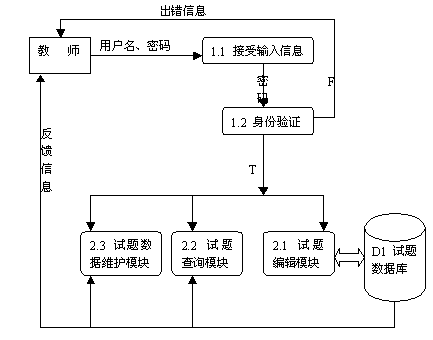 出错信息
教 师
用户名、密码
1.1 接受输入信息
密
码
F
1.2 身份验证
反
馈
信
息
T
2.3 试题数
据维护模块
2.2 试题
查询模块
2.1 试题
编辑模块
D1 试题
数据库